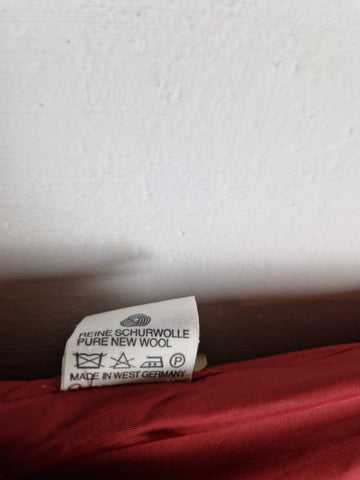 REINE SCHURWOLLE
PURE NEW WOOL
P
MADE IN WEST GERMANY